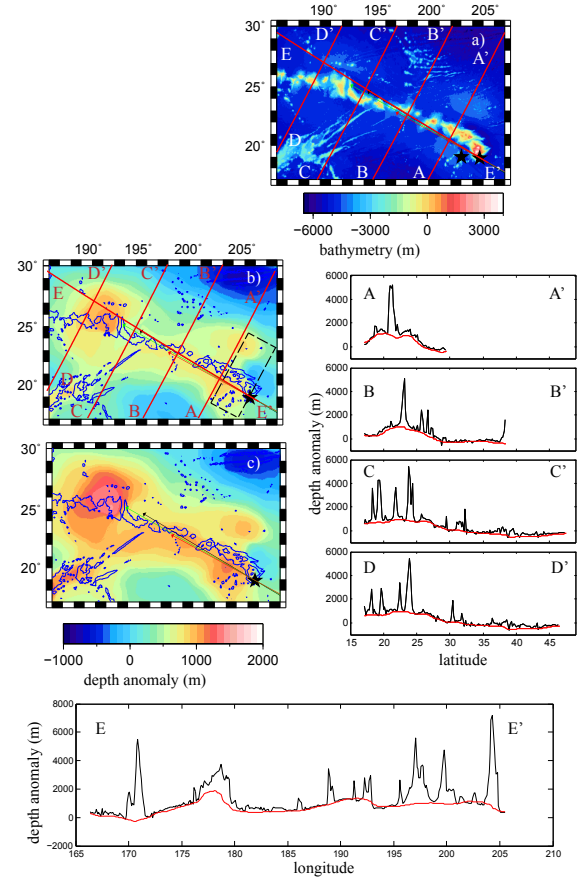 190° 195° 200° 205°
30°
25°
20°
D’ C’ B’
a)
E
A’
D
C B A E’
−6000 −3000 0 3000
bathymetry (m)
190° 195° 200° 205°
30°
25°
20°
D’ C’ B’ b)
E
A’
D
C B A E’
c)
30°
25°
20°
−1000 0 1000 2000
depth anomaly (m)
6000
4000
2000
0
A A’
6000
4000
2000
0
B B’
6000
4000
2000
0
C C’
6000
4000
2000
0
D D’
15 20 25 30 35 40 45
latitude
depth anomaly (m)
8000
6000
4000
2000
0
−2000
E E’
165 170 175 180 185 190 195 200 205 210
longitude
depth anomaly (m)